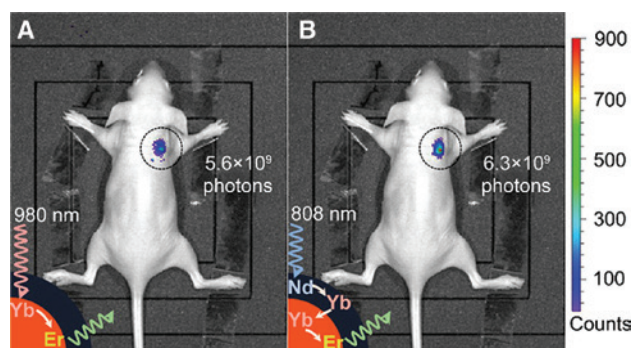 A
5.6×10⁹
photons
980 nm
Yb
Er
B
6.3×10⁹
photons
808 nm
Nd
Yb
Yb
Er
900
700
500
300
100
Counts